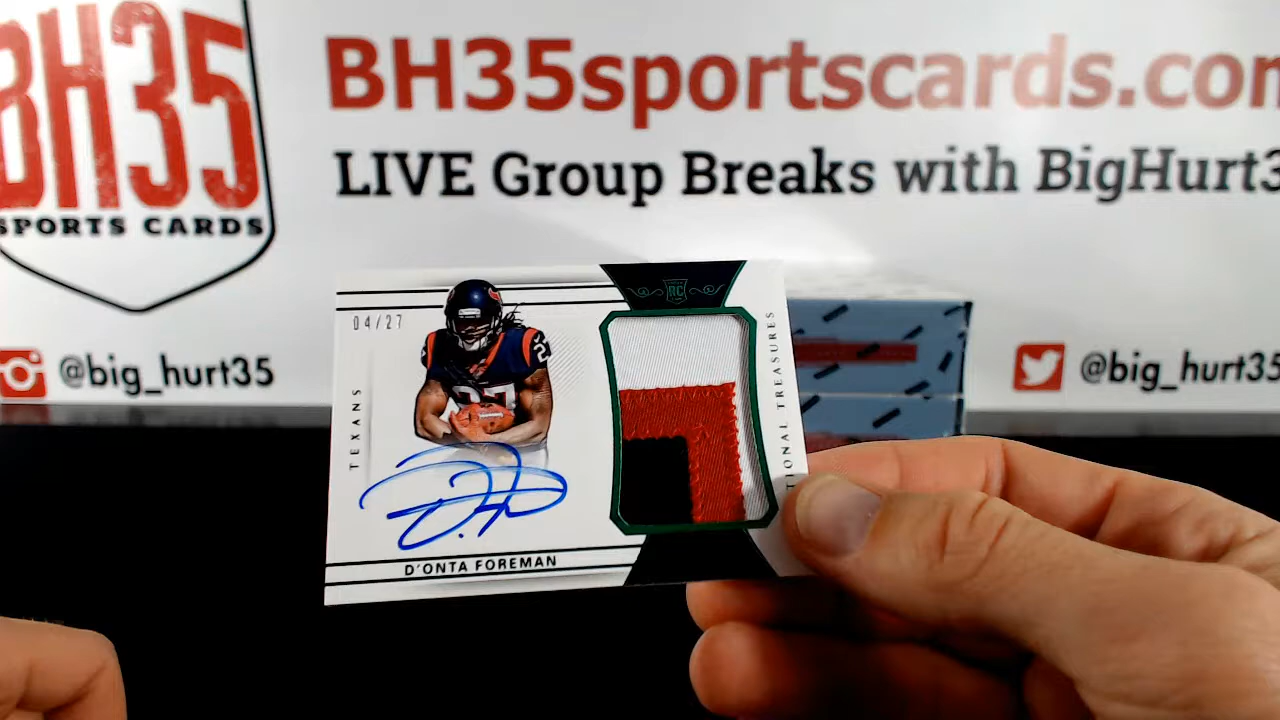 BH35
SPORTS CARDS
BH35sportscards.com
LIVE Group Breaks with BigHurt3
@big_hurt35
@big_hurt35
04/27
TEXANS
RC
27
D'ONTA FOREMAN
TIONAL TREASURES